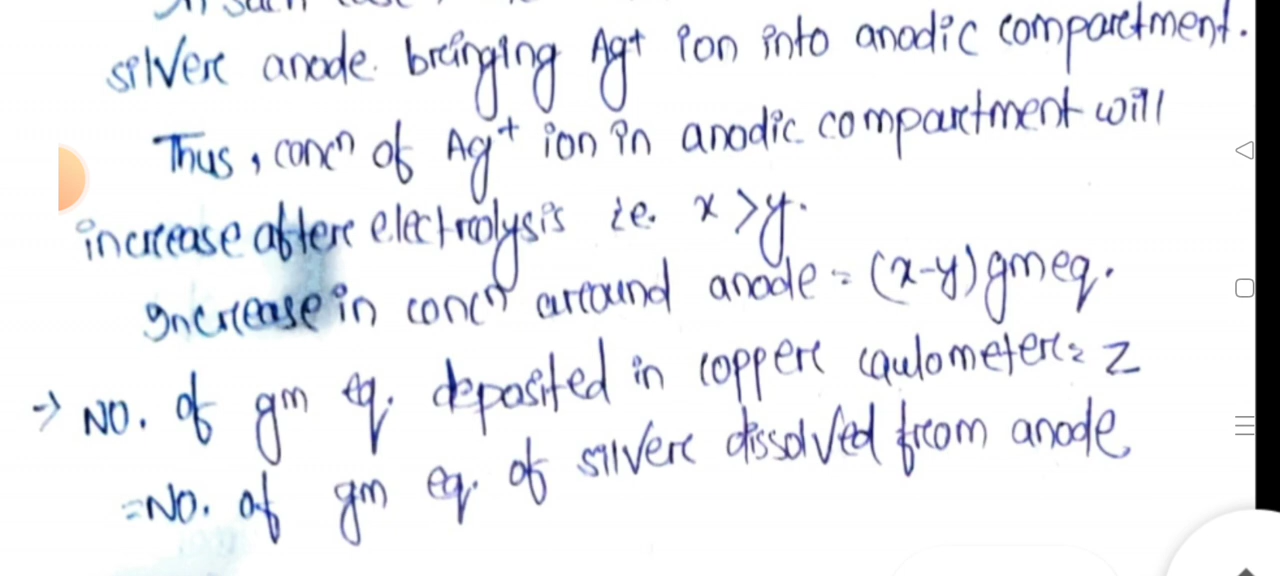 silver anode. bringing Ag+ ion into anodic compartment.
Thus, concn of Ag+ ion in anodic compartment will
increase after electrolysis i.e. x>y.
Increase in concn around anode = (x-y) gm eq.
→ No. of gm eq. deposited in copper caulometer = Z
= No. of gm eq. of silver dissolved from anode